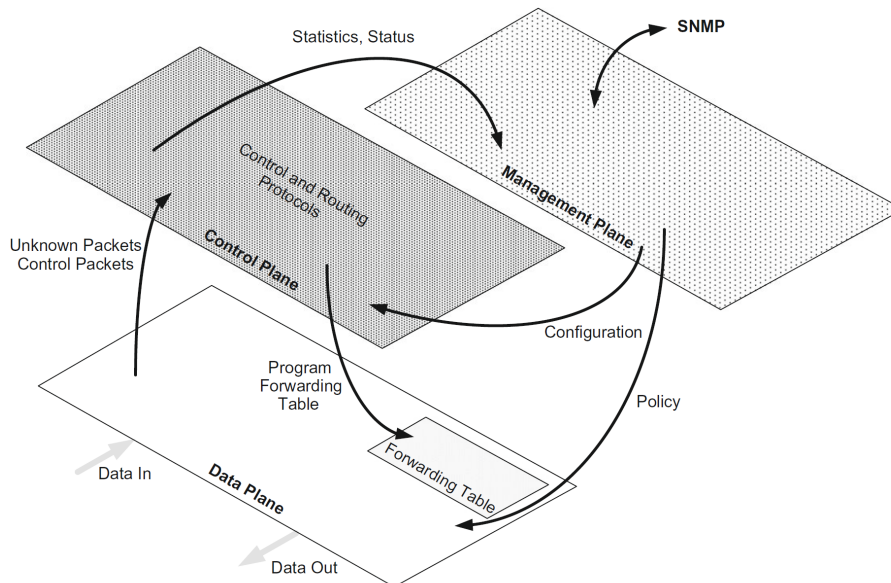 Statistics, Status
SNMP
Control and Routing
Protocols
Control Plane
Management Plane
Unknown Packets
Control Packets
Configuration
Program
Forwarding
Table
Policy
Forwarding Table
Data In
Data Plane
Data Out